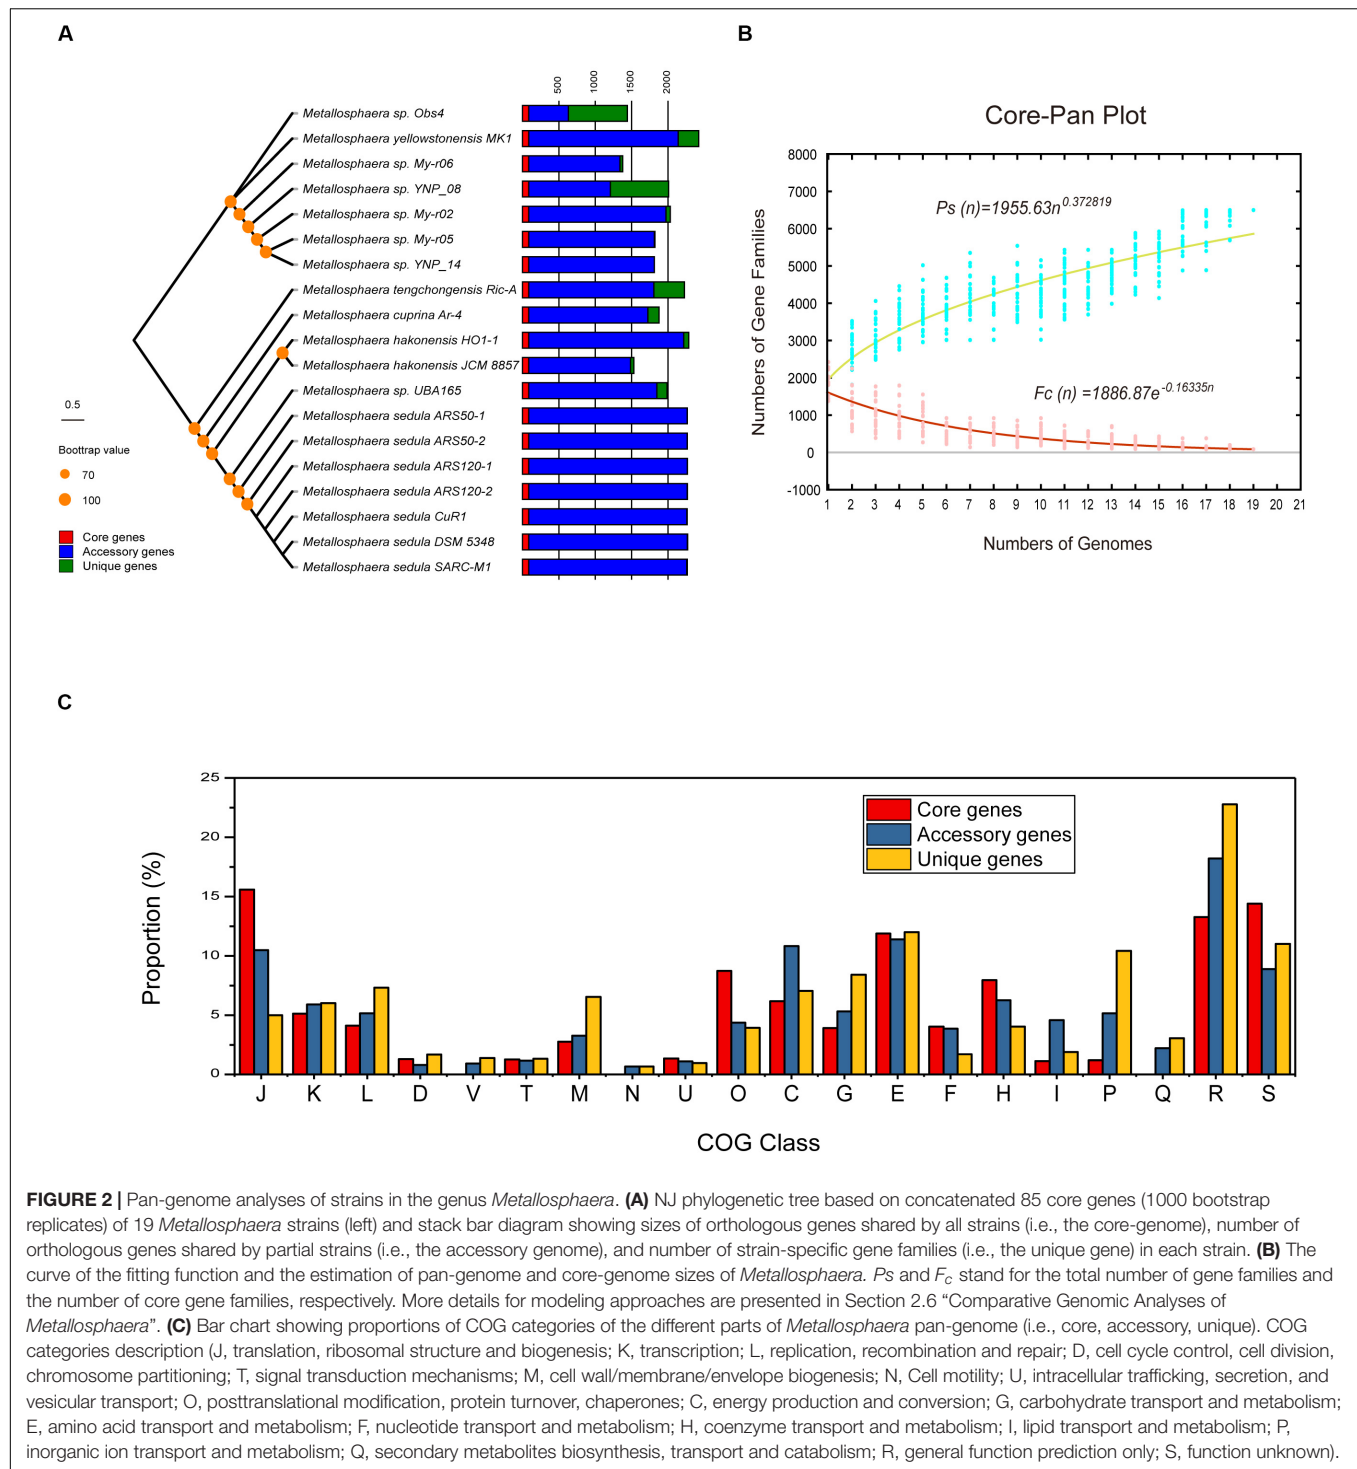 A
500
1000
1500
2000
Metallosphaera sp. Obs4
Metallosphaera yellowstonensis MK1
Metallosphaera sp. My-r06
Metallosphaera sp. YNP_08
Metallosphaera sp. My-r02
Metallosphaera sp. My-r05
Metallosphaera sp. YNP_14
Metallosphaera tengchongensis Ric-A
Metallosphaera cuprina Ar-4
Metallosphaera hakonensis HO1-1
Metallosphaera hakonensis JCM 8857
Metallosphaera sp. UBA165
Metallosphaera sedula ARS50-1
Metallosphaera sedula ARS50-2
Metallosphaera sedula ARS120-1
Metallosphaera sedula ARS120-2
Metallosphaera sedula CuR1
Metallosphaera sedula DSM 5348
Metallosphaera sedula SARC-M1
0.5
Boottrap value
70
100
Core genes
Accessory genes
Unique genes
B
Core-Pan Plot
Numbers of Gene Families
8000
7000
6000
5000
4000
3000
2000
1000
0
-1000
Ps (n)=1955.63n^0.372819
Fc (n) =1886.87e^-0.16335n
1 2 3 4 5 6 7 8 9 10 11 12 13 14 15 16 17 18 19 20 21
Numbers of Genomes
C
Proportion (%)
25
20
15
10
5
0
Core genes
Accessory genes
Unique genes
J K L D V T M N U O C G E F H I P Q R S
COG Class
FIGURE 2 | Pan-genome analyses of strains in the genus Metallosphaera. (A) NJ phylogenetic tree based on concatenated 85 core genes (1000 bootstrap
replicates) of 19 Metallosphaera strains (left) and stack bar diagram showing sizes of orthologous genes shared by all strains (i.e., the core-genome), number of
orthologous genes shared by partial strains (i.e., the accessory genome), and number of strain-specific gene families (i.e., the unique gene) in each strain. (B) The
curve of the fitting function and the estimation of pan-genome and core-genome sizes of Metallosphaera. Ps and Fc stand for the total number of gene families and
the number of core gene families, respectively. More details for modeling approaches are presented in Section 2.6 “Comparative Genomic Analyses of
Metallosphaera”. (C) Bar chart showing proportions of COG categories of the different parts of Metallosphaera pan-genome (i.e., core, accessory, unique). COG
categories description (J, translation, ribosomal structure and biogenesis; K, transcription; L, replication, recombination and repair; D, cell cycle control, cell division,
chromosome partitioning; T, signal transduction mechanisms; M, cell wall/membrane/envelope biogenesis; N, Cell motility; U, intracellular trafficking, secretion, and
vesicular transport; O, posttranslational modification, protein turnover, chaperones; C, energy production and conversion; G, carbohydrate transport and metabolism;
E, amino acid transport and metabolism; F, nucleotide transport and metabolism; H, coenzyme transport and metabolism; I, lipid transport and metabolism; P,
inorganic ion transport and metabolism; Q, secondary metabolites biosynthesis, transport and catabolism; R, general function prediction only; S, function unknown).